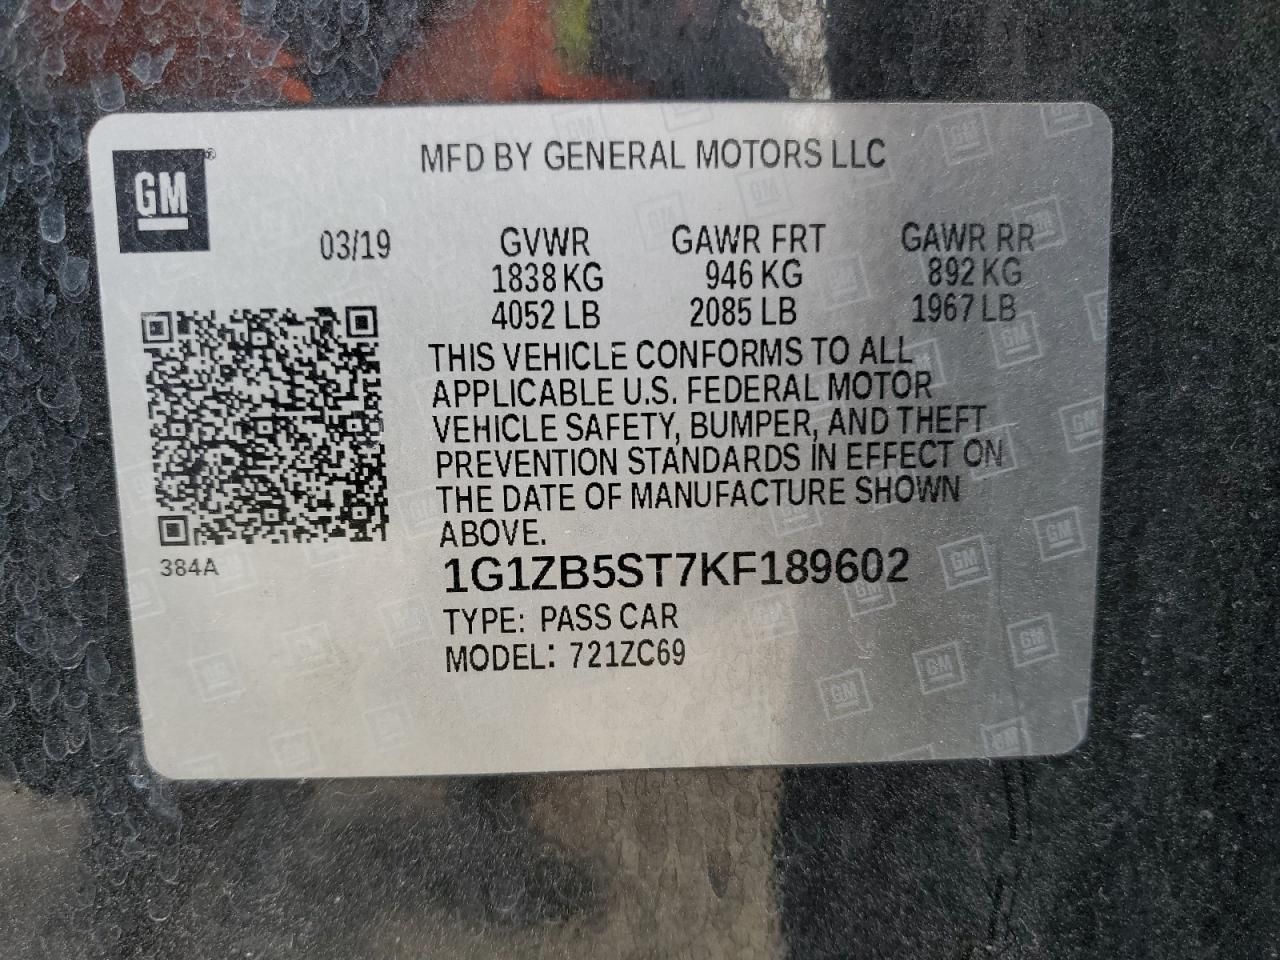 MFD BY GENERAL MOTORS LLC
GM®
03/19 GVWR GAWR FRT GAWR RR
1838 KG 946 KG 892 KG
4052 LB 2085 LB 1967 LB
THIS VEHICLE CONFORMS TO ALL
APPLICABLE U.S. FEDERAL MOTOR
VEHICLE SAFETY, BUMPER, AND THEFT
PREVENTION STANDARDS IN EFFECT ON
THE DATE OF MANUFACTURE SHOWN
ABOVE.
384A
1G1ZB5ST7KF189602
TYPE: PASS CAR
MODEL: 721ZC69